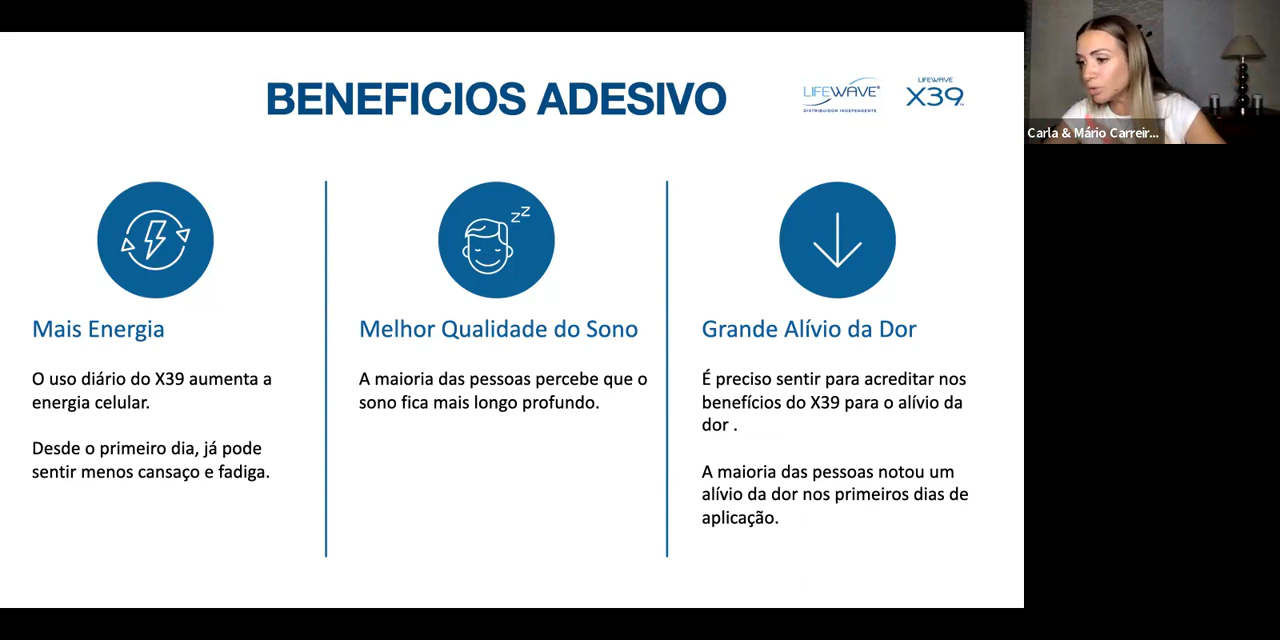 BENEFICIOS ADESIVO
LIFEWAVE®
DISTRIBUIDOR INDEPENDENTE
LIFEWAVE
X39™
Carla & Mário Carreir...
zz
Mais Energia
O uso diário do X39 aumenta a
energia celular.
Desde o primeiro dia, já pode
sentir menos cansaço e fadiga.
Melhor Qualidade do Sono
A maioria das pessoas percebe que o
sono fica mais longo profundo.
Grande Alívio da Dor
É preciso sentir para acreditar nos
benefícios do X39 para o alívio da
dor .
A maioria das pessoas notou um
alívio da dor nos primeiros dias de
aplicação.